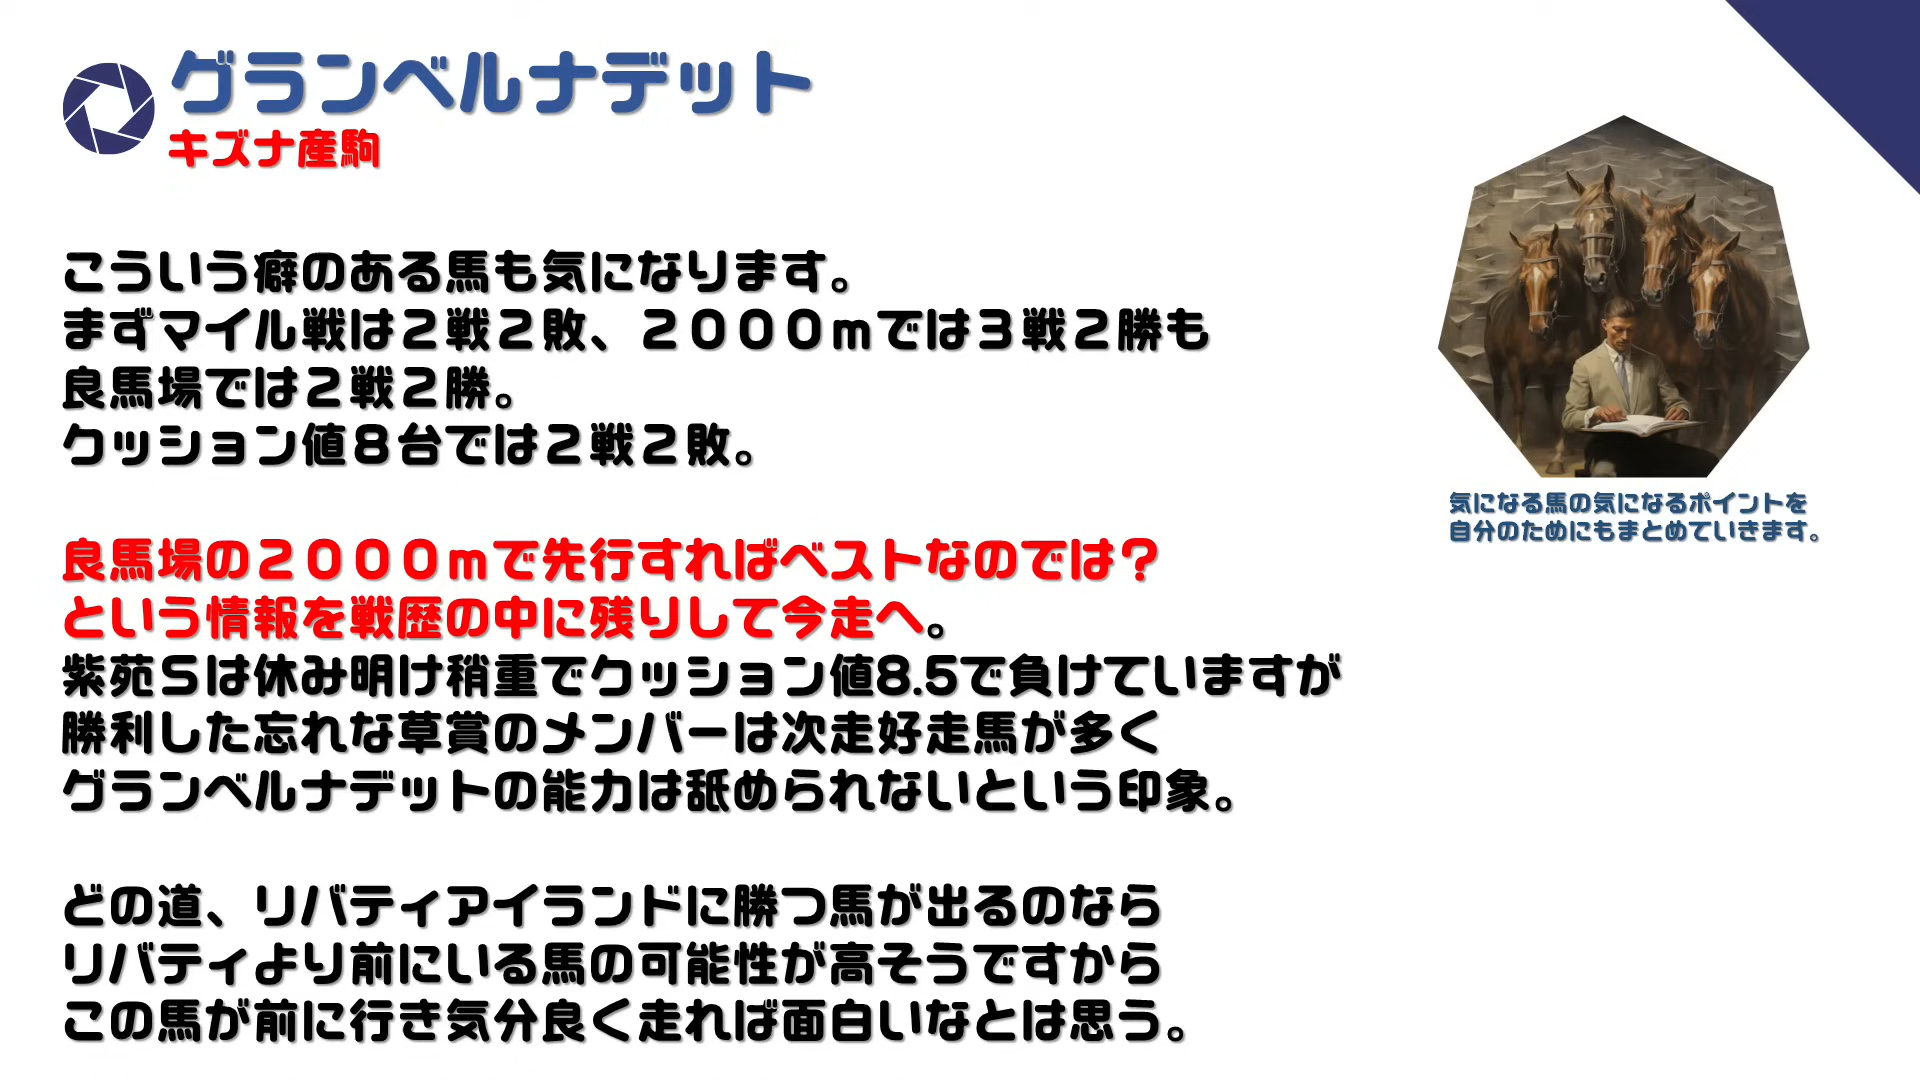 グランベルナデット
キズナ産駒
こういう癖のある馬も気になります。
まずマイル戦は２戦２敗、２０００ｍでは３戦２勝も
良馬場では２戦２勝。
クッション値８台では２戦２敗。
良馬場の２０００ｍで先行すればベストなのでは？
という情報を戦歴の中に残りして今走へ。
紫苑Ｓは休み明け稍重でクッション値8.5で負けていますが
勝利した忘れな草賞のメンバーは次走好走馬が多く
グランベルナデットの能力は舐められないという印象。
どの道、リバティアイランドに勝つ馬が出るのなら
リバティより前にいる馬の可能性が高そうですから
この馬が前に行き気分良く走れば面白いなとは思う。
気になる馬の気になるポイントを
自分のためにもまとめていきます。